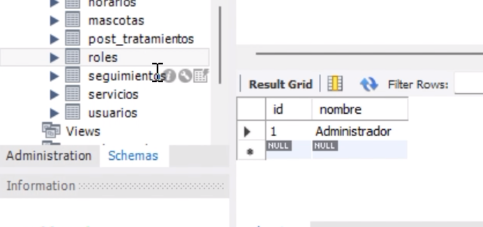 horarios
mascotas
post_tratamientos
roles
seguimientos
servicios
usuarios
Views
Administration Schemas
Information
Result Grid Filter Rows:
id nombre
1 Administrador
NULL NULL